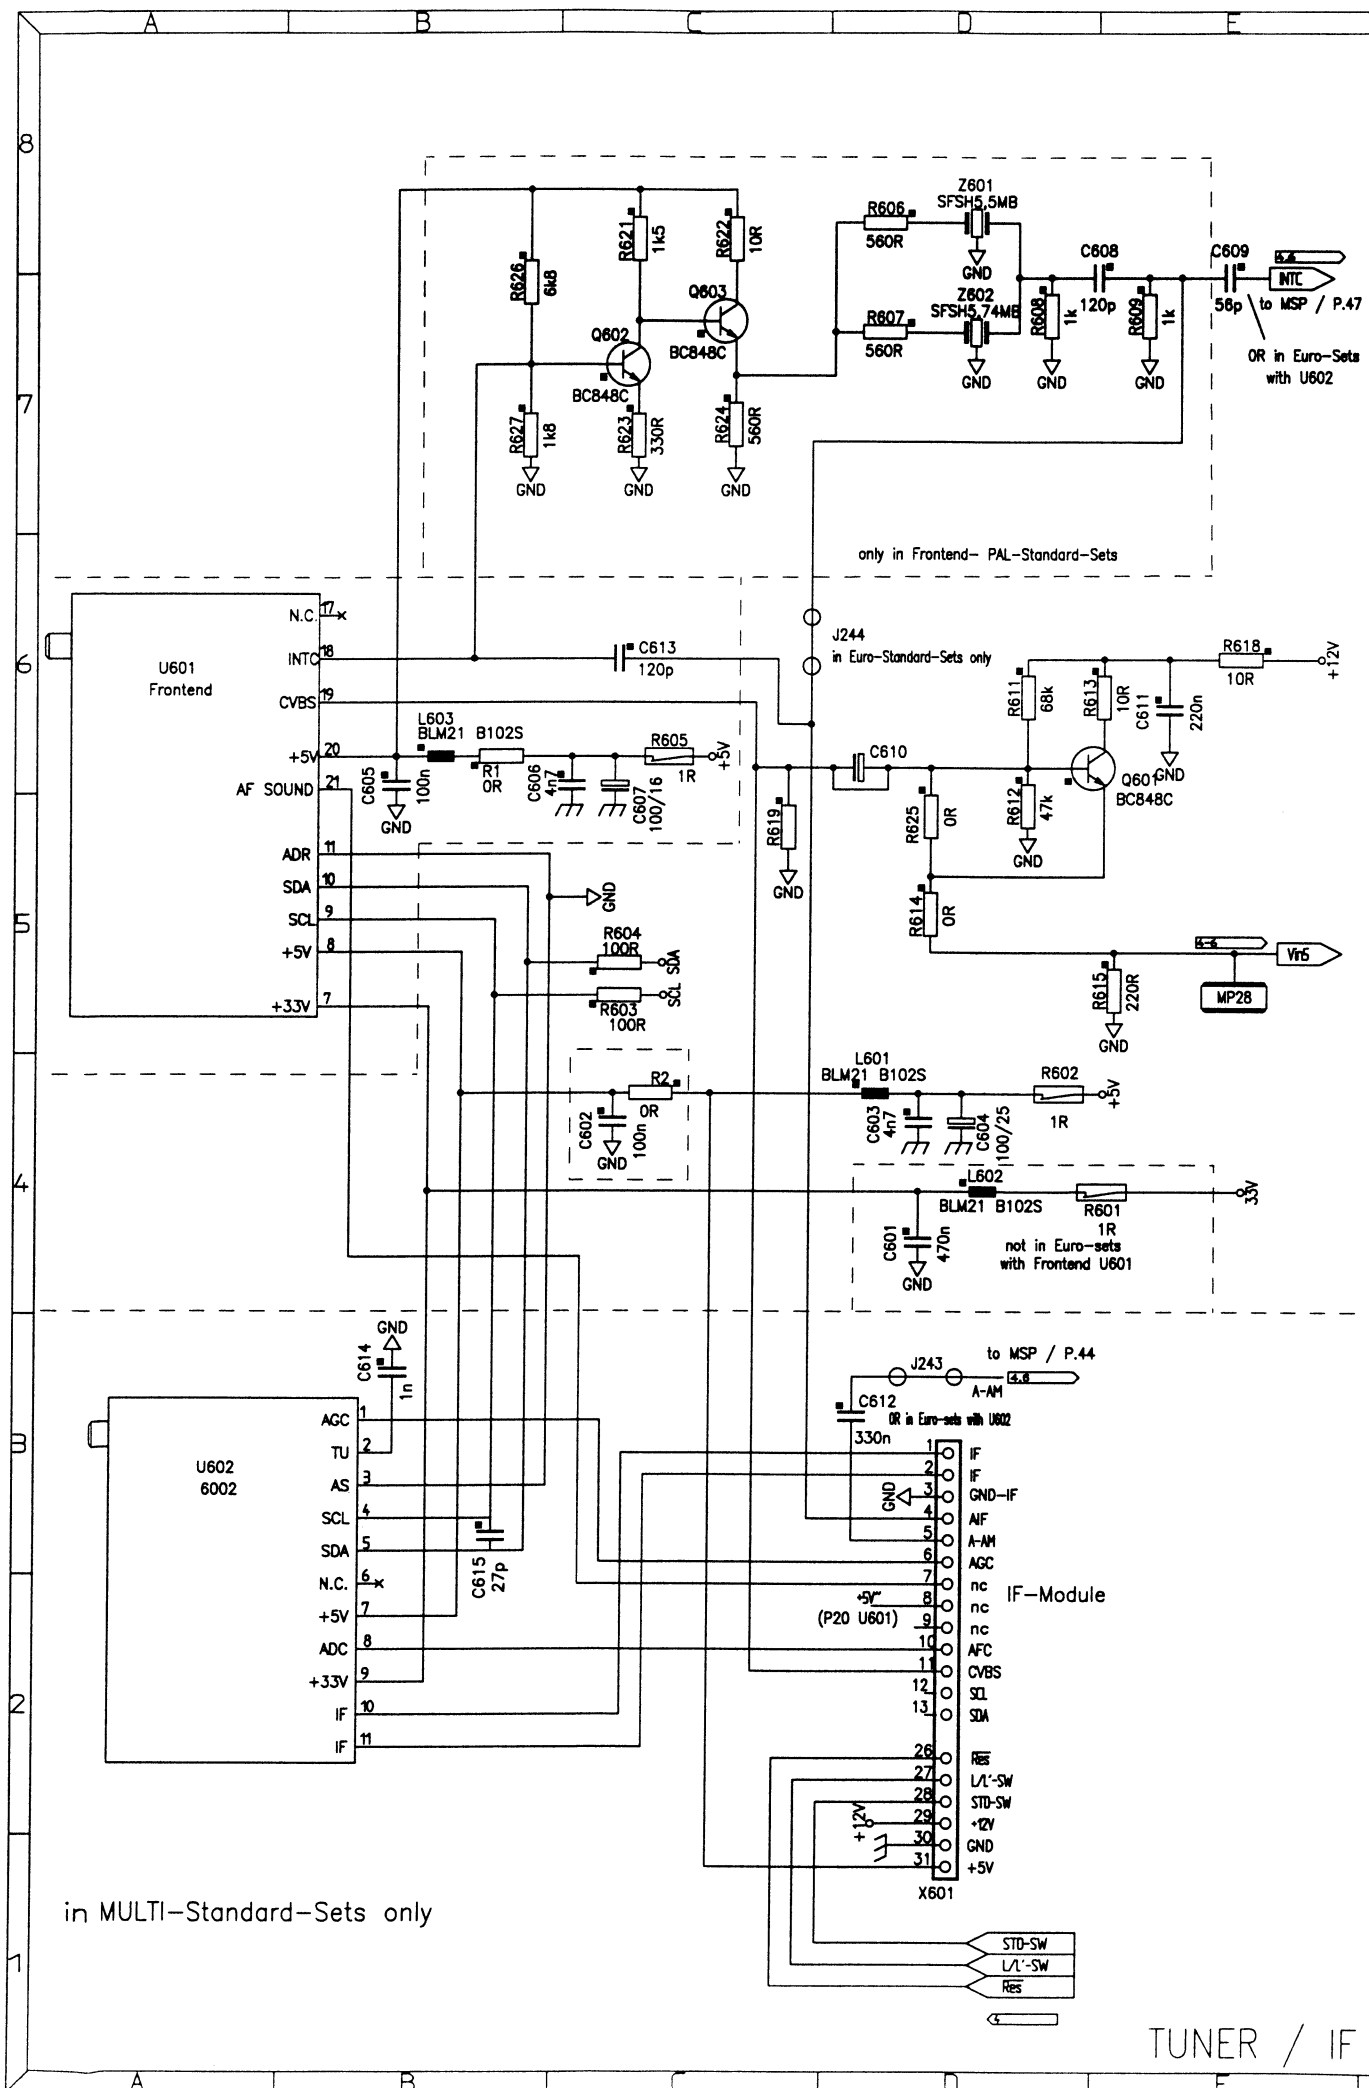 A B C D E
8
Z601
SFSH5,5MB
R606
560R
GND
R621
1k5
R622
10R
R626
6k8
C608
120p
C609
56p
4.6
INTC
to MSP / P.47
OR in Euro-Sets
with U602
Q603
BC848C
Z602
SFSH5,74MB
R607
560R
GND
R608
1k
GND
R609
1k
GND
Q602
BC848C
7
R627
1k8
GND
R623
330R
GND
R624
560R
GND
only in Frontend- PAL-Standard-Sets
6
U601
Frontend
N.C. 17
INTC 18
CVBS 19
+5V 20
AF SOUND 21
ADR 11
SDA 10
SCL 9
+5V 8
+33V 7
C613
120p
J244
in Euro-Standard-Sets only
R618
10R
+12V
R611
68k
R613
10R
C611
220n
GND
L603
BLM21 B102S
R1
0R
C605
100n
GND
C606
4n7
C607
100/16
R605
1R
+5V
C610
Q601
BC848C
R619
GND
R625
0R
R612
47k
GND
5
GND
R604
100R
SDA
R603
100R
SCL
R614
0R
4-6
Vin5
MP28
R615
220R
GND
R2
0R
C602
100n
GND
L601
BLM21 B102S
C603
4n7
C604
100/25
R602
1R
+5V
4
L602
BLM21 B102S
C601
470n
GND
R601
1R
33V
not in Euro-sets
with Frontend U601
GND
C614
1n
to MSP / P.44
J243
4.6
A-AM
C612
330n
0R in Euro-sets with U602
3
U602
6002
AGC 1
TU 2
AS 3
SCL 4
SDA 5
N.C. 6
+5V 7
ADC 8
+33V 9
IF 10
IF 11
C615
27p
GND
1 IF
2 IF
3 GND-IF
4 AIF
5 A-AM
6 AGC
7 nc
8 nc
9 nc
10 AFC
11 CVBS
12 SCL
13 SDA
IF-Module
+5V"
(P20 U601)
2
26 Res
27 L/L'-SW
28 STD-SW
29 +12V
30 GND
31 +5V
+12V
X601
in MULTI-Standard-Sets only
1
STD-SW
L/L'-SW
Res
TUNER / IF
A B C D E